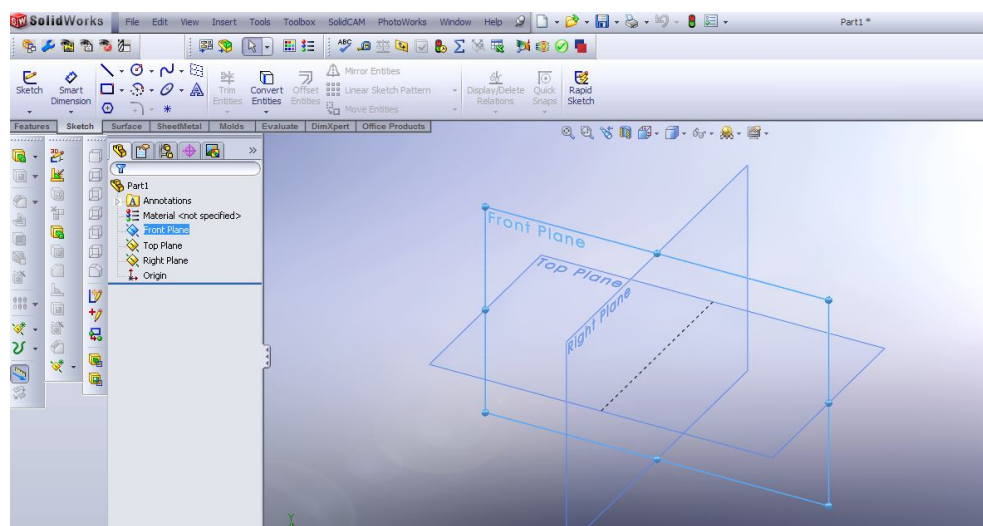 SolidWorks File Edit View Insert Tools Toolbox SolidCAM PhotoWorks Window Help Part1 *
ABC
Sketch Smart Dimension Trim Entities Convert Entities Offset Entities Mirror Entities Linear Sketch Pattern Move Entities Display/Delete Relations Quick Snaps Rapid Sketch
Features Sketch Surface SheetMetal Molds Evaluate DimXpert Office Products
3D
Part1
A Annotations
Material <not specified>
Front Plane
Top Plane
Right Plane
Origin
Front Plane
Top Plane
Right Plane
Y